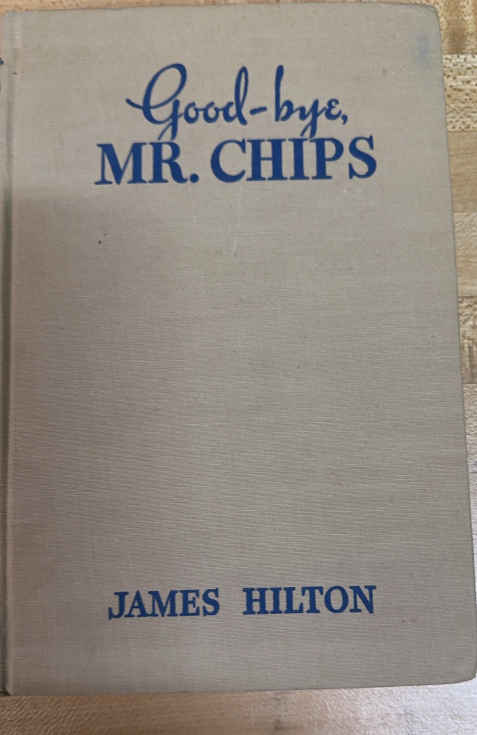 Good-bye,
MR. CHIPS
JAMES HILTON